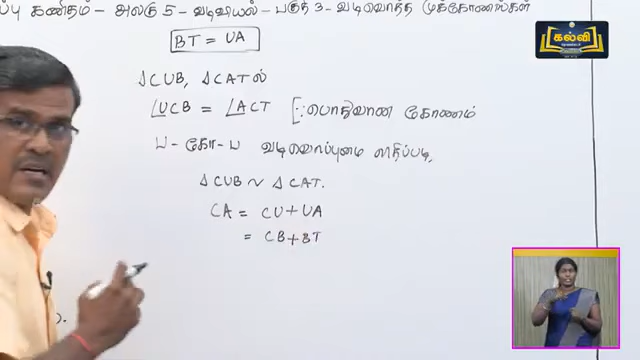 கணிதம் - அலகு 5 - வடிவியல் - பகுதி 3 - வடிவொத்த முக்கோணங்கள்
கல்வி
BT = UA
ΔCUB, ΔCAT ல்
∠UCB = ∠ACT [∵ பொதுவான கோணம்
ப - கோ - ப வடிவொப்புமை விதிப்படி,
ΔCUB ~ ΔCAT.
CA = CU + UA
= CB + BT